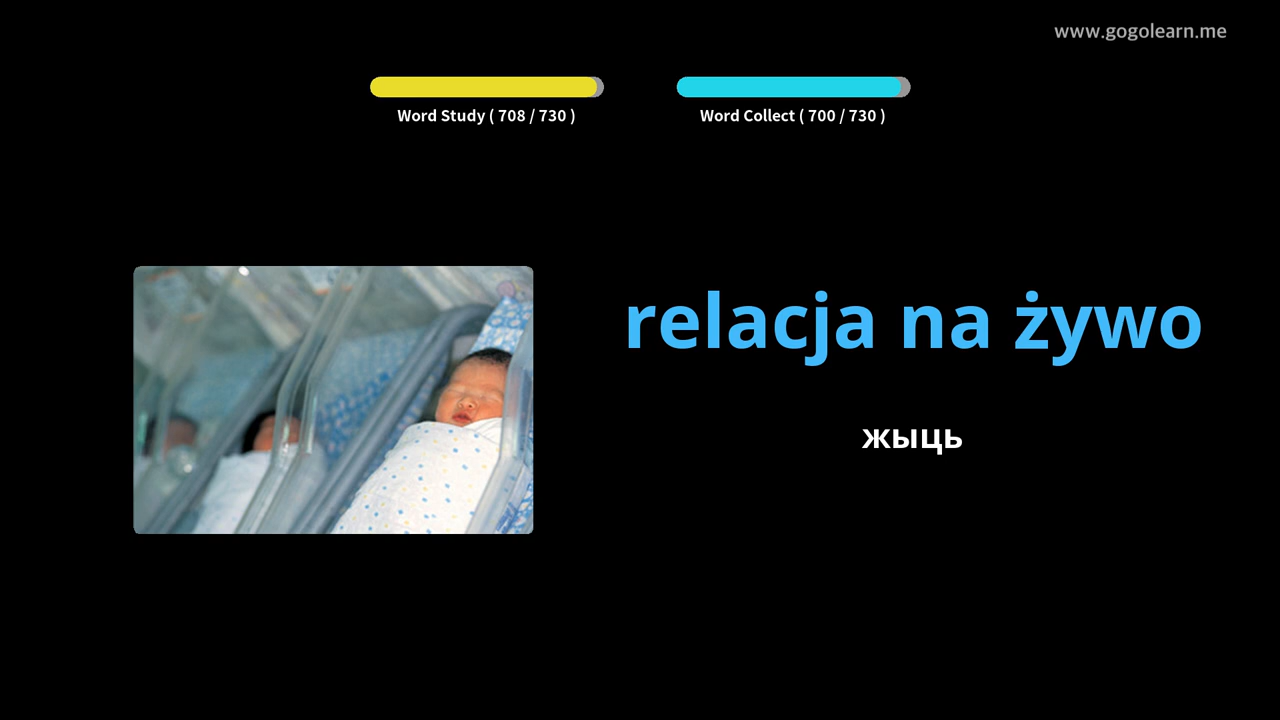 www.gogolearn.me
Word Study ( 708 / 730 )
Word Collect ( 700 / 730 )
relacja na żywo
жыць